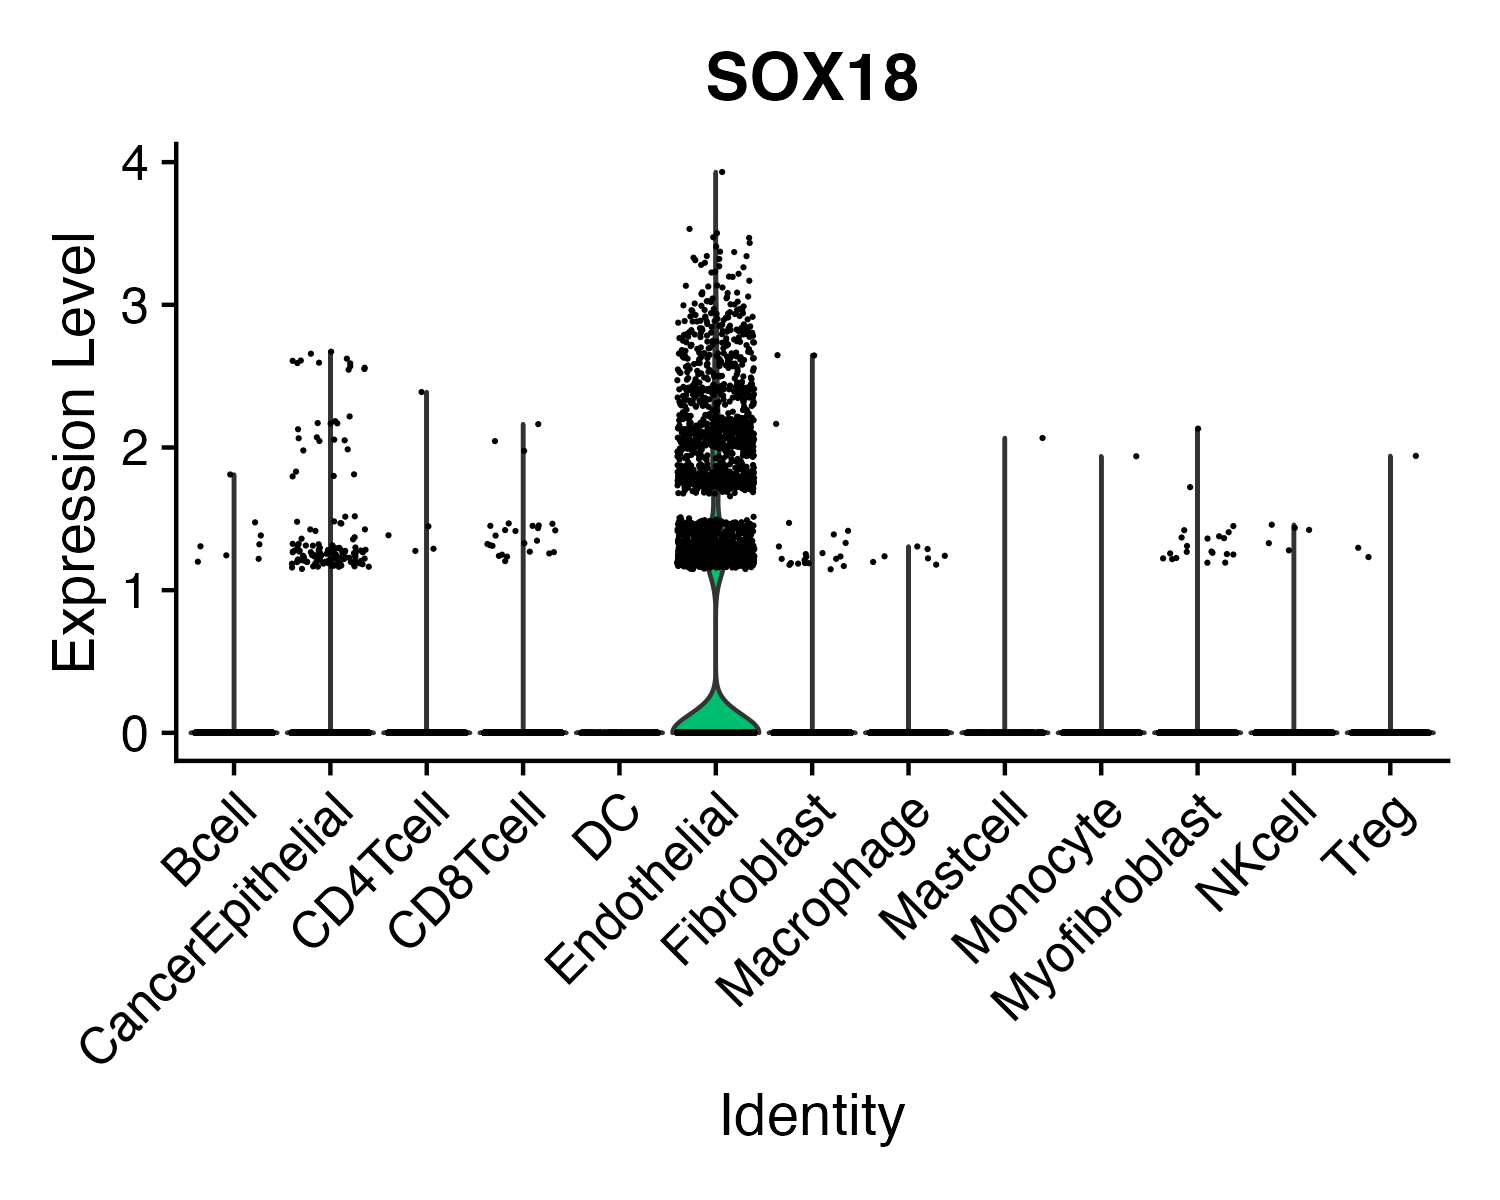 SOX18
Expression Level
4
3
2
1
0
Bcell
CancerEpithelial
CD4Tcell
CD8Tcell
DC
Endothelial
Fibroblast
Macrophage
Mastcell
Monocyte
Myofibroblast
NKcell
Treg
Identity